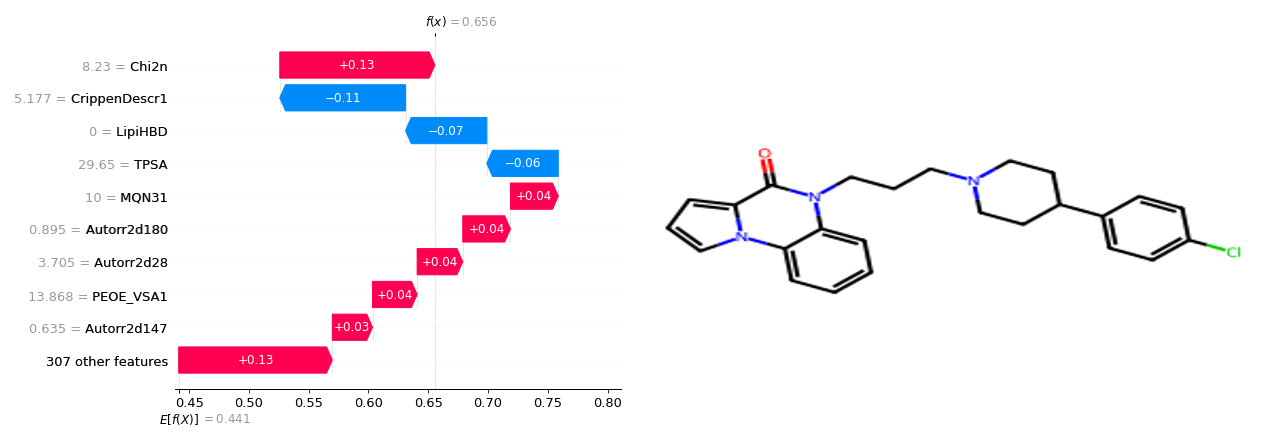 f(x) = 0.656
8.23 = Chi2n
+0.13
5.177 = CrippenDescr1
−0.11
0 = LipiHBD
−0.07
29.65 = TPSA
−0.06
10 = MQN31
+0.04
0.895 = Autorr2d180
+0.04
3.705 = Autorr2d28
+0.04
13.868 = PEOE_VSA1
+0.04
0.635 = Autorr2d147
+0.03
307 other features
+0.13
0.45 0.50 0.55 0.60 0.65 0.70 0.75 0.80
E[f(X)] = 0.441
O
N
N
N
Cl